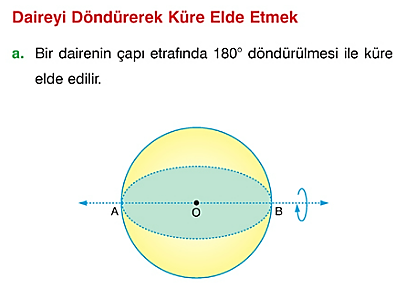 Daireyi Döndürerek Küre Elde Etmek
a. Bir dairenin çapı etrafında 180° döndürülmesi ile küre
elde edilir.
A O B